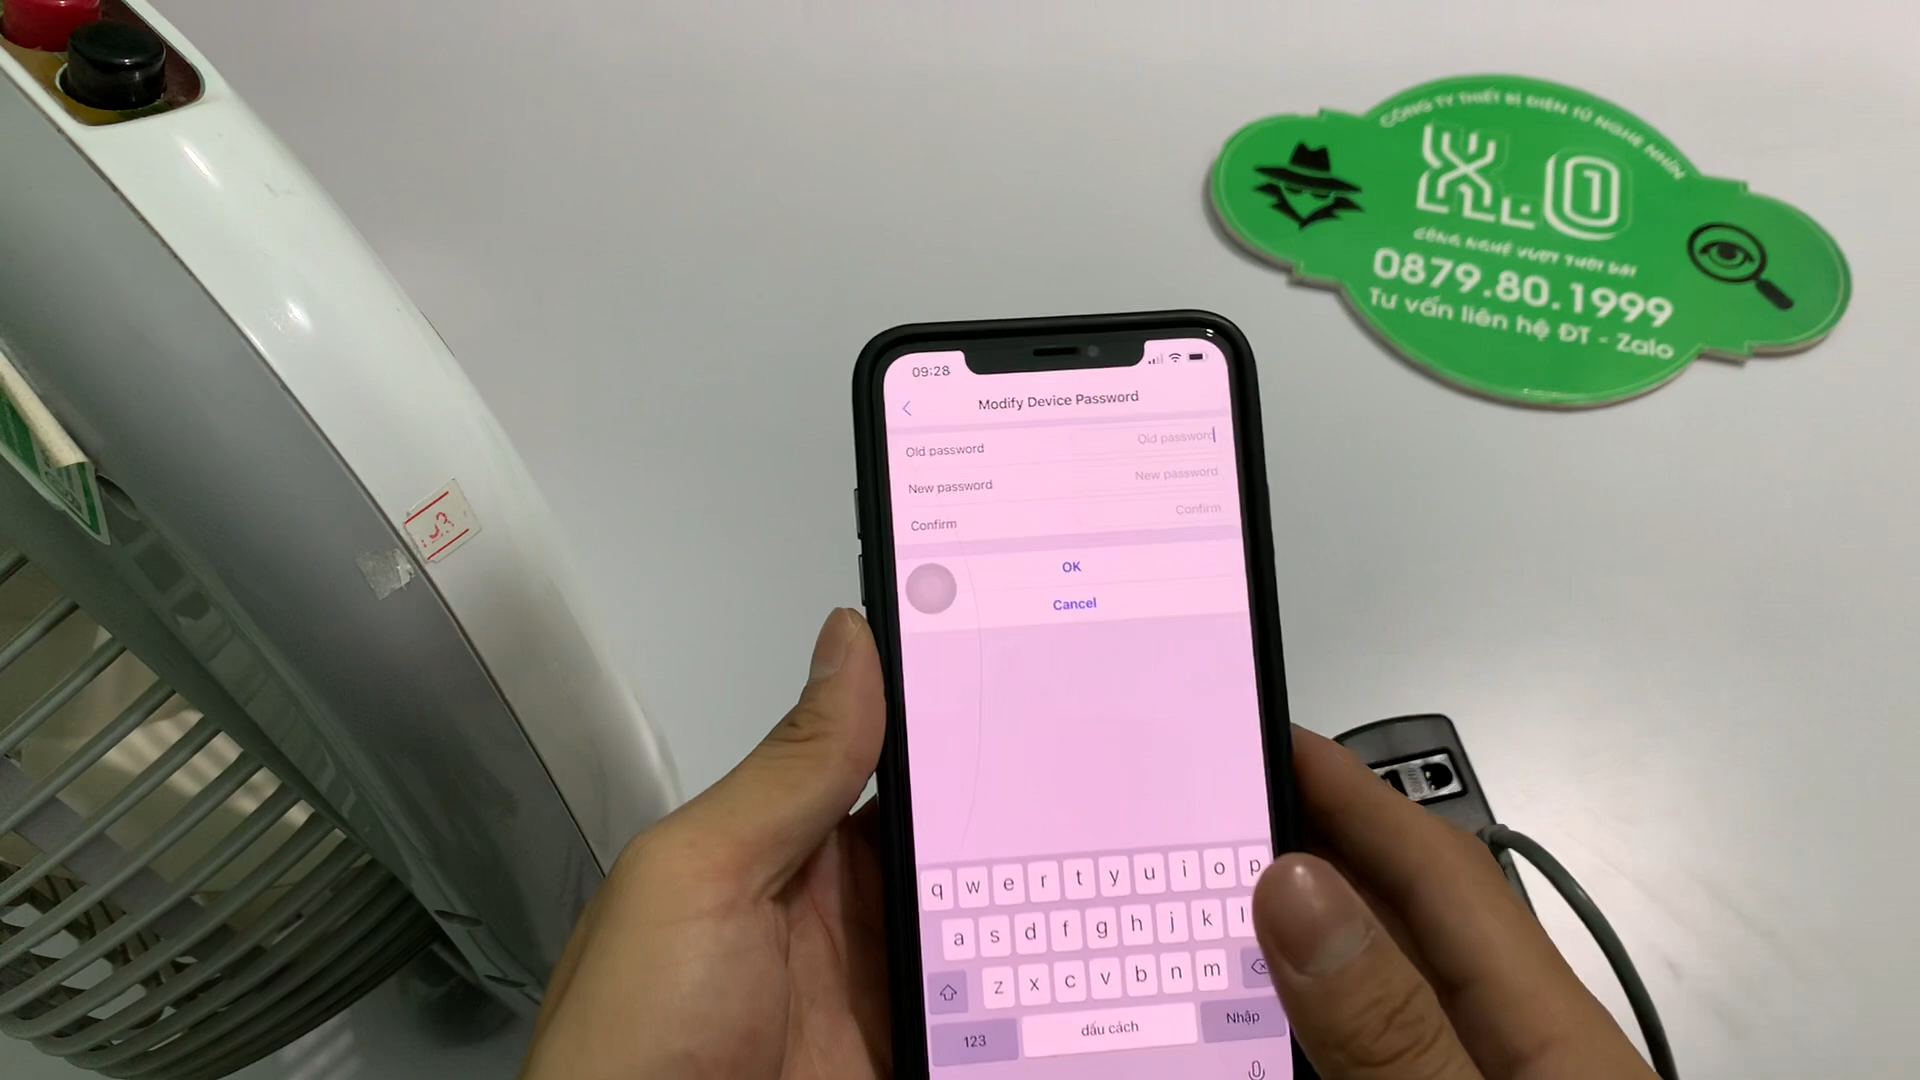 CÔNG TY THIẾT BỊ ĐIỆN TỬ NGHE NHÌN
X.O
CÔNG NGHỆ VƯỢT THỜI ĐẠI
0879.80.1999
Tư vấn liên hệ ĐT - Zalo
09:28
Modify Device Password
Old password
Old password
New password
New password
Confirm
Confirm
OK
Cancel
q w e r t y u i o p
a s d f g h j k l
z x c v b n m
123
dấu cách
Nhập